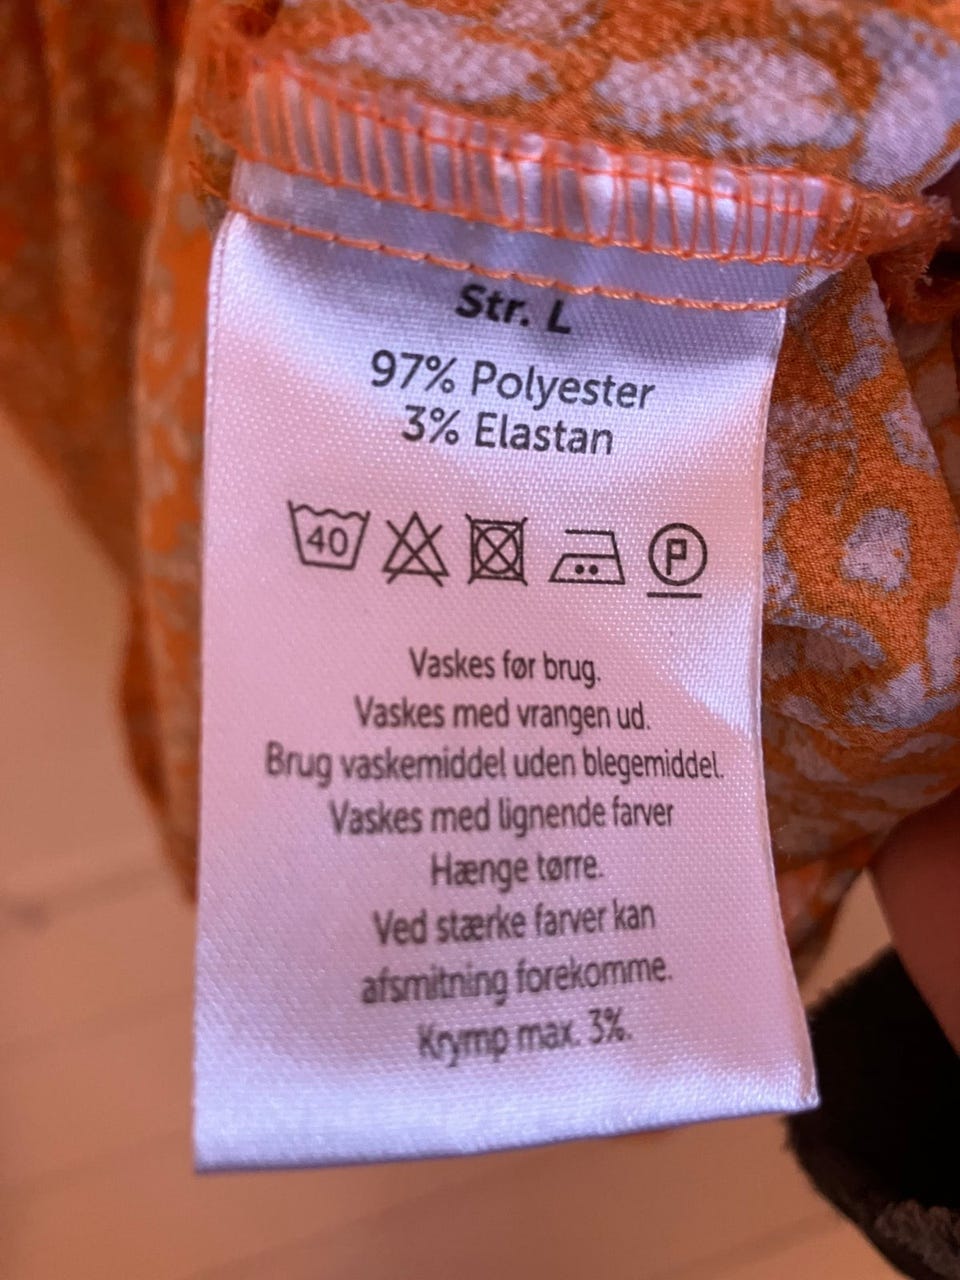 Str. L
97% Polyester
3% Elastan
40 P
Vaskes før brug.
Vaskes med vrangen ud.
Brug vaskemiddel uden blegemiddel.
Vaskes med lignende farver
Hænge tørre.
Ved stærke farver kan
afsmitning forekomme.
Krymp max. 3%.